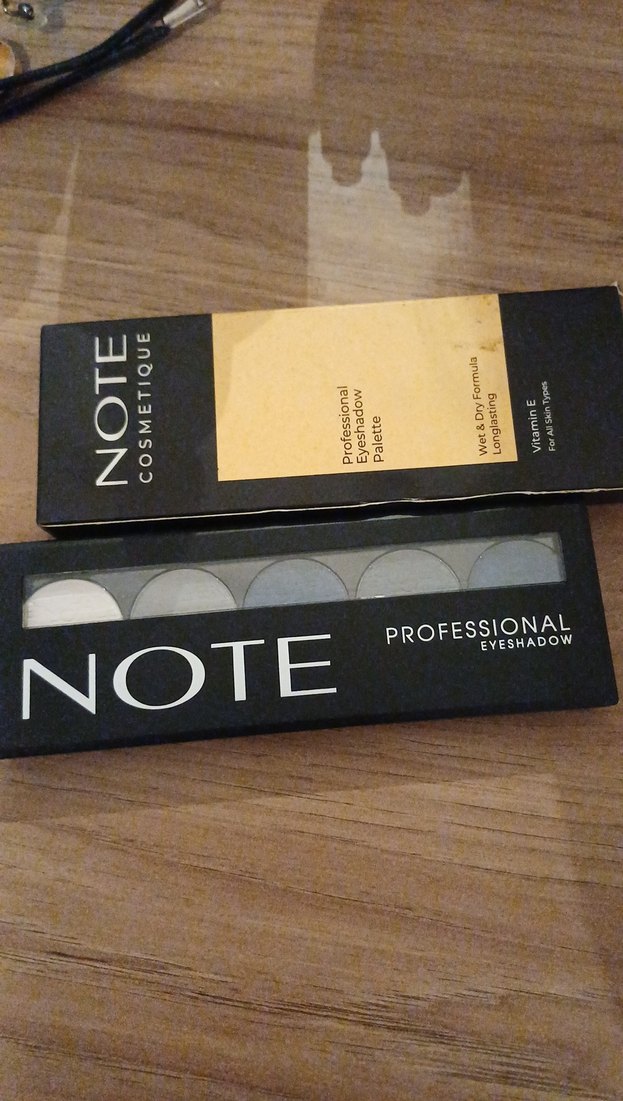 NOTE
COSMETIQUE
Professional
Eyeshadow
Palette
Wet & Dry Formula
Longlasting
Vitamin E
For All Skin Types
NOTE
PROFESSIONAL
EYESHADOW